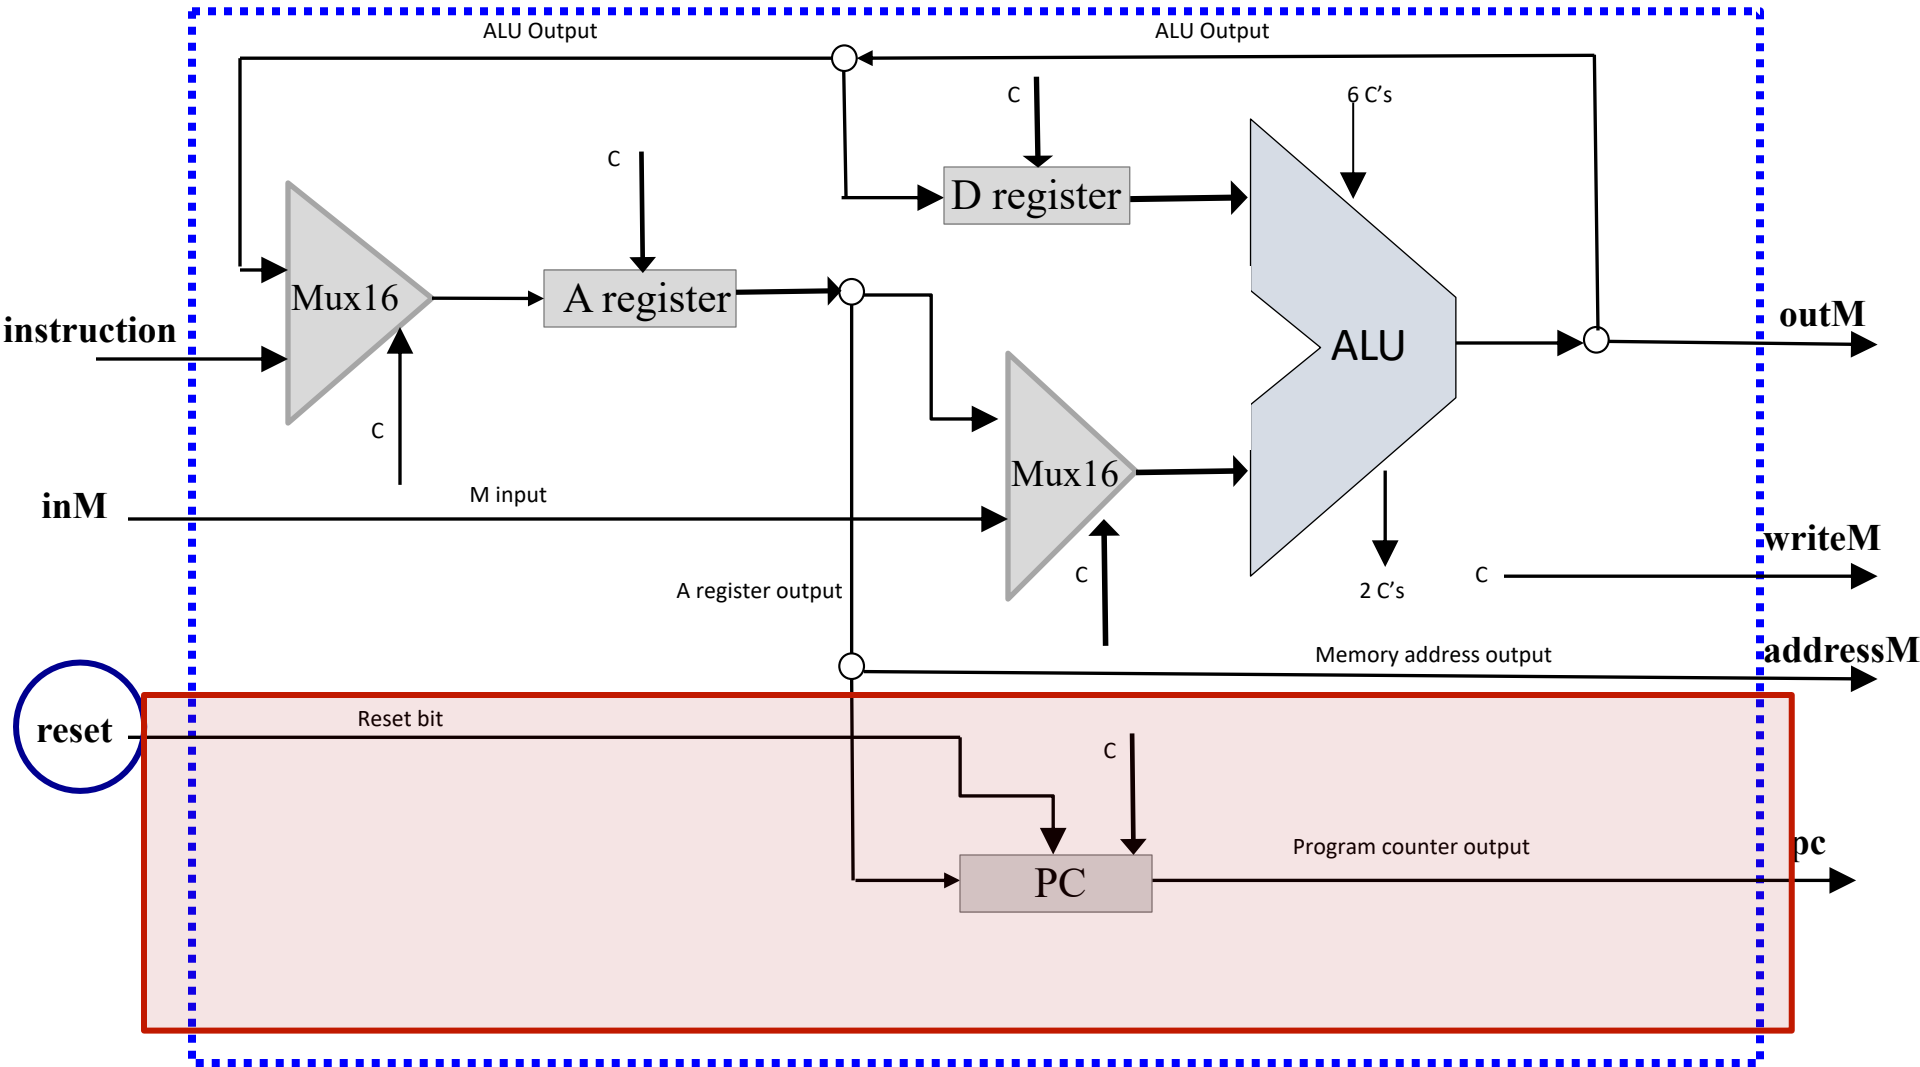 ALU Output
ALU Output
C
6 C's
C
D register
Mux16
A register
instruction
ALU
outM
C
Mux16
M input
inM
writeM
C
C
A register output
2 C's
Memory address output
addressM
Reset bit
reset
C
Program counter output
pc
PC